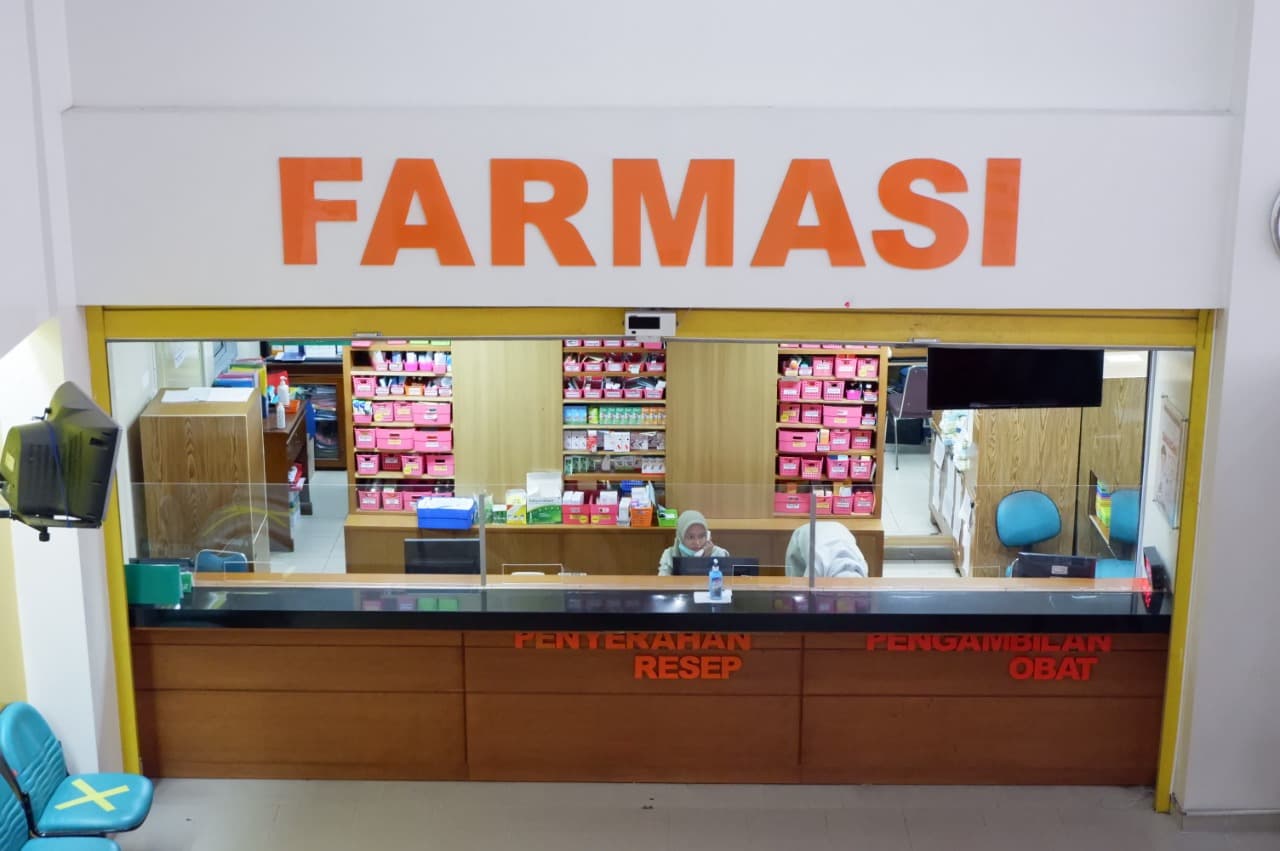 FARMASI
PENYERAHAN
RESEP
PENGAMBILAN
OBAT